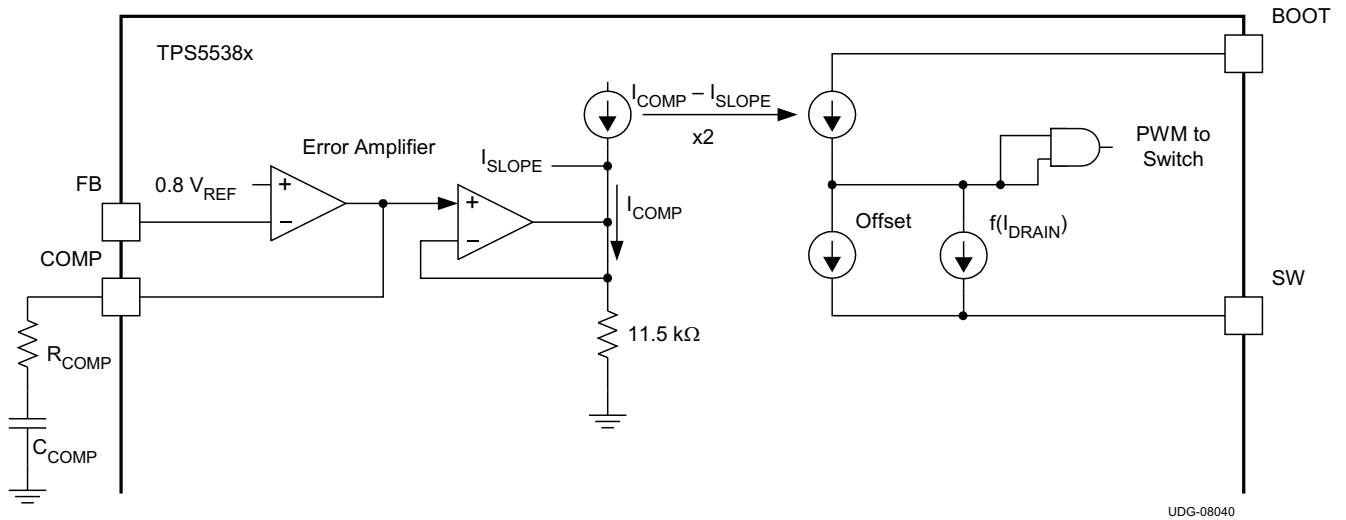 BOOT
TPS5538x
I_COMP – I_SLOPE
x2
Error Amplifier
PWM to
Switch
I_SLOPE
FB
0.8 V_REF
+
−
+
−
I_COMP
Offset
f(I_DRAIN)
COMP
SW
11.5 kΩ
R_COMP
C_COMP
UDG-08040